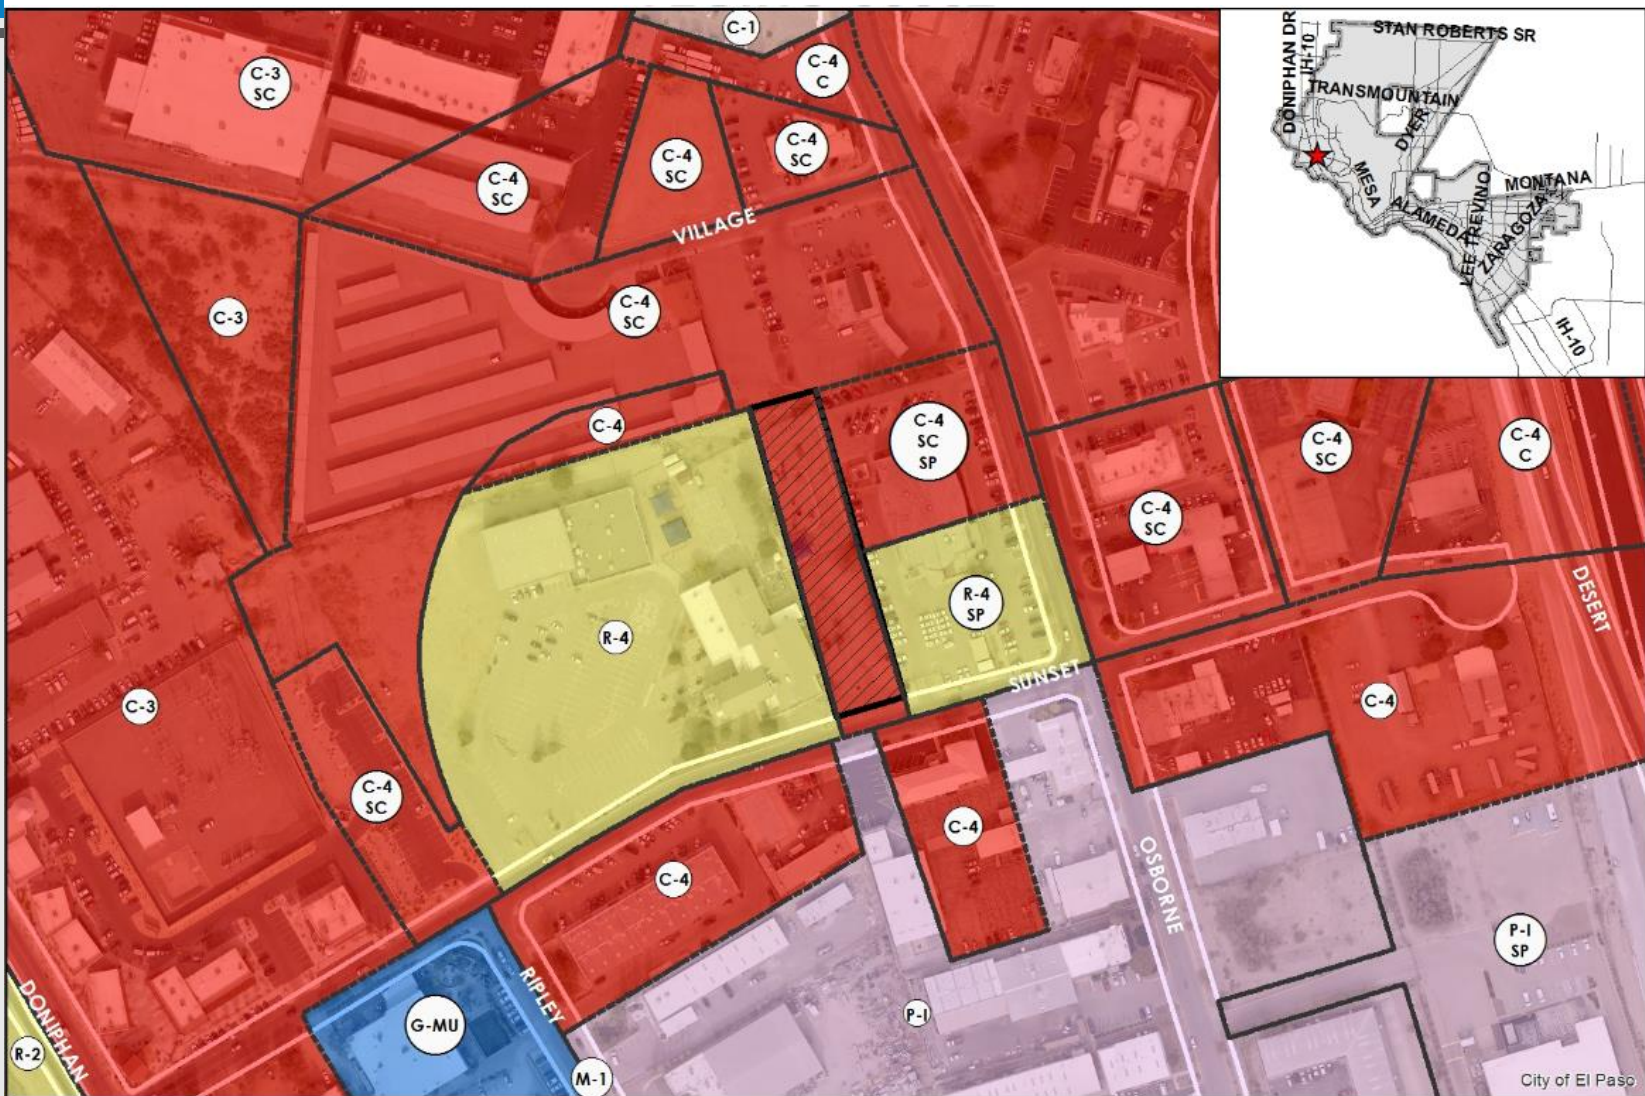 C-1
C-4
C
C-3
SC
C-4
SC
C-4
SC
C-4
SC
VILLAGE
C-3
C-4
SC
C-4
C-4
SC
SP
C-4
SC
C-4
SC
C-4
C
R-4
R-4
SP
SUNSET
DESERT
C-3
C-4
C-4
SC
C-4
C-4
OSBORNE
P-I
SP
DONIPHAN
RIPLEY
G-MU
P-I
R-2
M-1
City of El Paso
DONIPHAN DR
IH-10
STAN ROBERTS SR
TRANSMOUNTAIN
DYER
MESA
MONTANA
ALAMEDA
LEE TREVINO
ZARAGOZA
IH-10